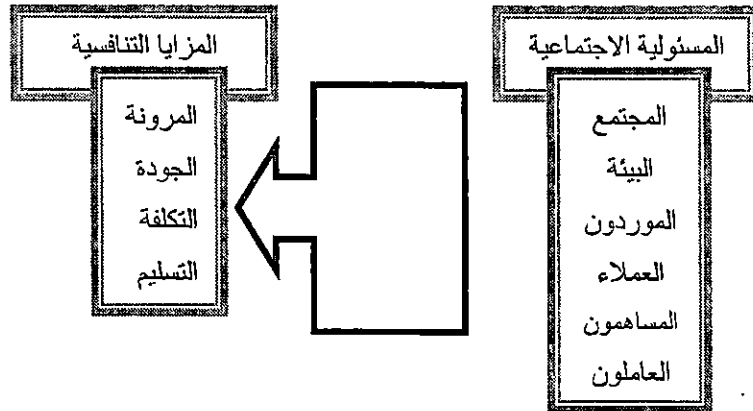 المسئولية الاجتماعية
المجتمع
البيئة
الموردون
العملاء
المساهمون
العاملون
المزايا التنافسية
المرونة
الجودة
التكلفة
التسليم